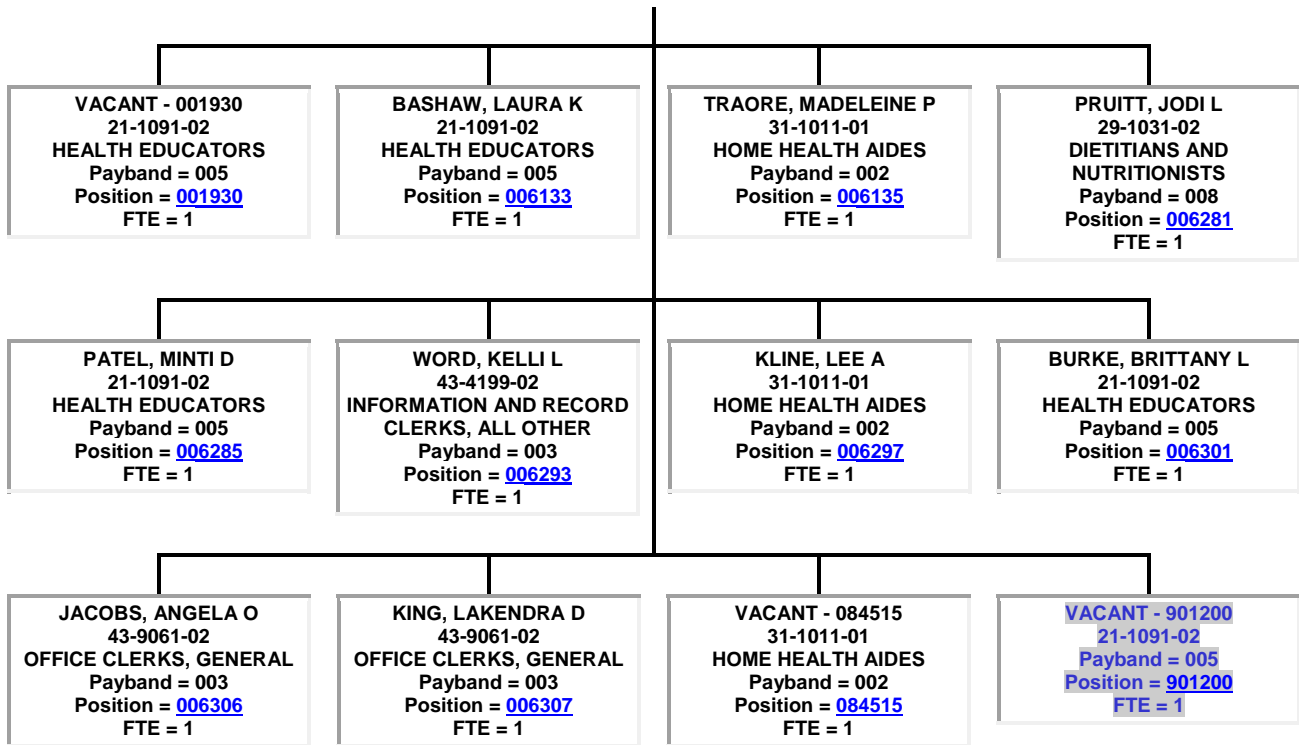 VACANT - 001930
21-1091-02
HEALTH EDUCATORS
Payband = 005
Position = 001930
FTE = 1
BASHAW, LAURA K
21-1091-02
HEALTH EDUCATORS
Payband = 005
Position = 006133
FTE = 1
TRAORE, MADELEINE P
31-1011-01
HOME HEALTH AIDES
Payband = 002
Position = 006135
FTE = 1
PRUITT, JODI L
29-1031-02
DIETITIANS AND
NUTRITIONISTS
Payband = 008
Position = 006281
FTE = 1
PATEL, MINTI D
21-1091-02
HEALTH EDUCATORS
Payband = 005
Position = 006285
FTE = 1
WORD, KELLI L
43-4199-02
INFORMATION AND RECORD
CLERKS, ALL OTHER
Payband = 003
Position = 006293
FTE = 1
KLINE, LEE A
31-1011-01
HOME HEALTH AIDES
Payband = 002
Position = 006297
FTE = 1
BURKE, BRITTANY L
21-1091-02
HEALTH EDUCATORS
Payband = 005
Position = 006301
FTE = 1
JACOBS, ANGELA O
43-9061-02
OFFICE CLERKS, GENERAL
Payband = 003
Position = 006306
FTE = 1
KING, LAKENDRA D
43-9061-02
OFFICE CLERKS, GENERAL
Payband = 003
Position = 006307
FTE = 1
VACANT - 084515
31-1011-01
HOME HEALTH AIDES
Payband = 002
Position = 084515
FTE = 1
VACANT - 901200
21-1091-02
Payband = 005
Position = 901200
FTE = 1